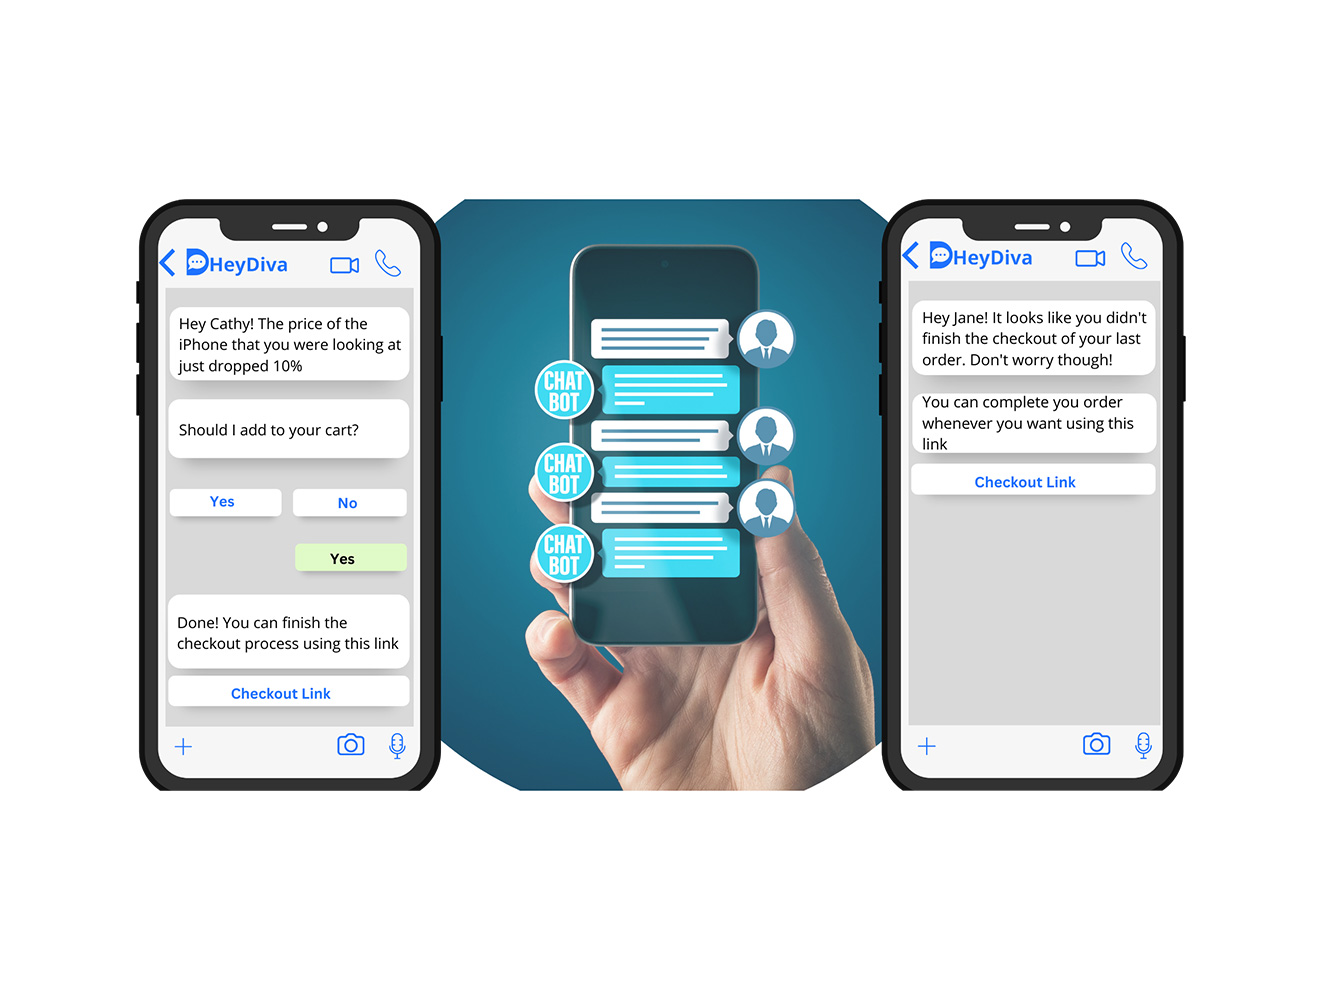 HeyDiva
Hey Cathy! The price of the
iPhone that you were looking at
just dropped 10%
Should I add to your cart?
Yes
No
Yes
Done! You can finish the
checkout process using this link
Checkout Link
CHAT
BOT
CHAT
BOT
CHAT
BOT
HeyDiva
Hey Jane! It looks like you didn't
finish the checkout of your last
order. Don't worry though!
You can complete you order
whenever you want using this
link
Checkout Link